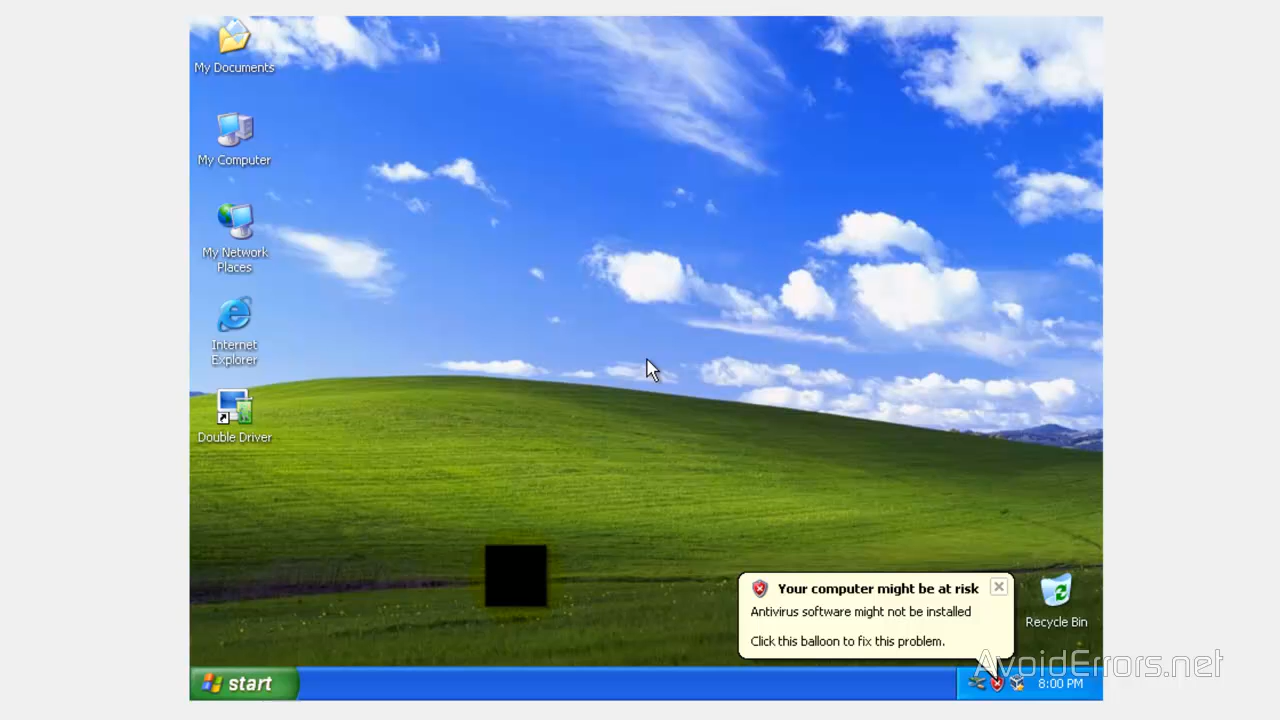 My Documents
My Computer
My Network
Places
Internet
Explorer
Double Driver
Your computer might be at risk
Antivirus software might not be installed
Click this balloon to fix this problem.
Recycle Bin
AvoidErrors.net
start
8:00 PM